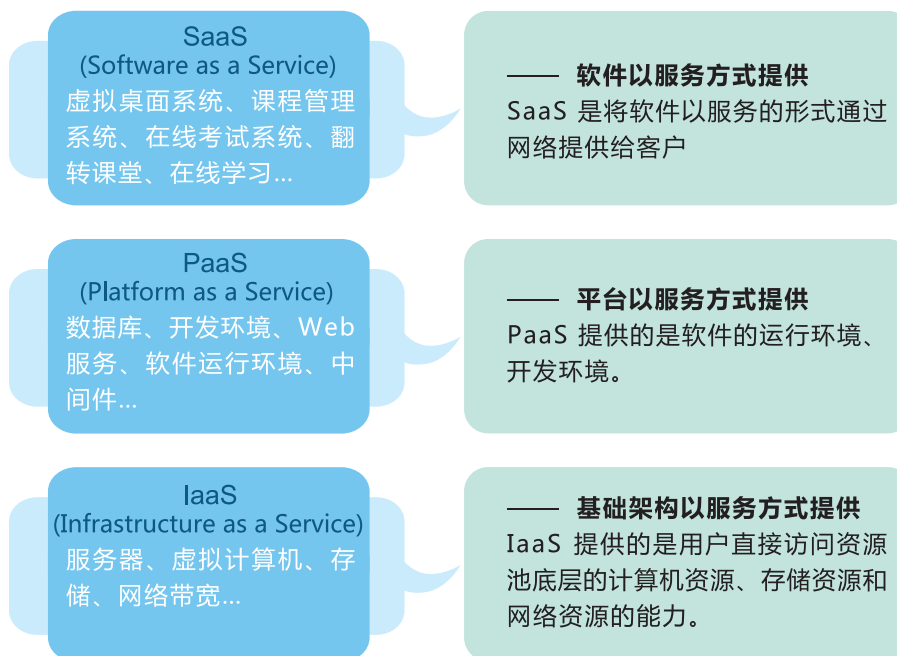 SaaS
(Software as a Service)
虚拟桌面系统、课程管理
系统、在线考试系统、翻
转课堂、在线学习...
—— 软件以服务方式提供
SaaS 是将软件以服务的形式通过
网络提供给客户
PaaS
(Platform as a Service)
数据库、开发环境、Web
服务、软件运行环境、中
间件...
—— 平台以服务方式提供
PaaS 提供的是软件的运行环境、
开发环境。
IaaS
(Infrastructure as a Service)
服务器、虚拟计算机、存
储、网络带宽...
—— 基础架构以服务方式提供
IaaS 提供的是用户直接访问资源
池底层的计算机资源、存储资源和
网络资源的能力。